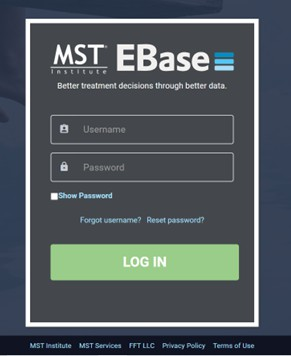 MST®
Institute
EBase
Better treatment decisions through better data.
Username
Password
Show Password
Forgot username? Reset password?
LOG IN
MST Institute MST Services FFT LLC Privacy Policy Terms of Use